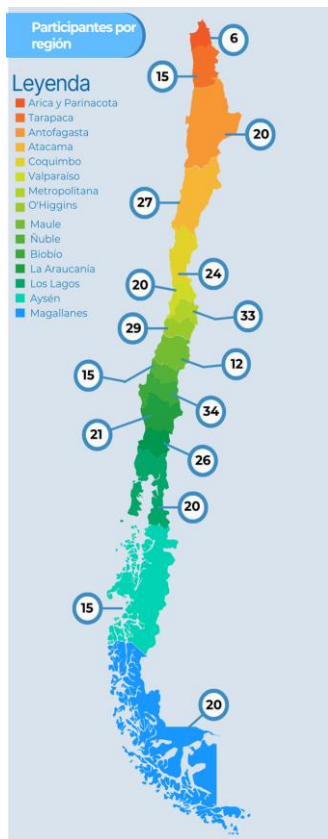 Participantes por
región
Leyenda
Arica y Parinacota
Tarapaca
Antofagasta
Atacama
Coquimbo
Valparaíso
Metropolitana
O'Higgins
Maule
Ñuble
Biobío
La Araucanía
Los Lagos
Aysén
Magallanes
6
15
20
27
24
20
33
29
12
15
34
21
26
20
15
20